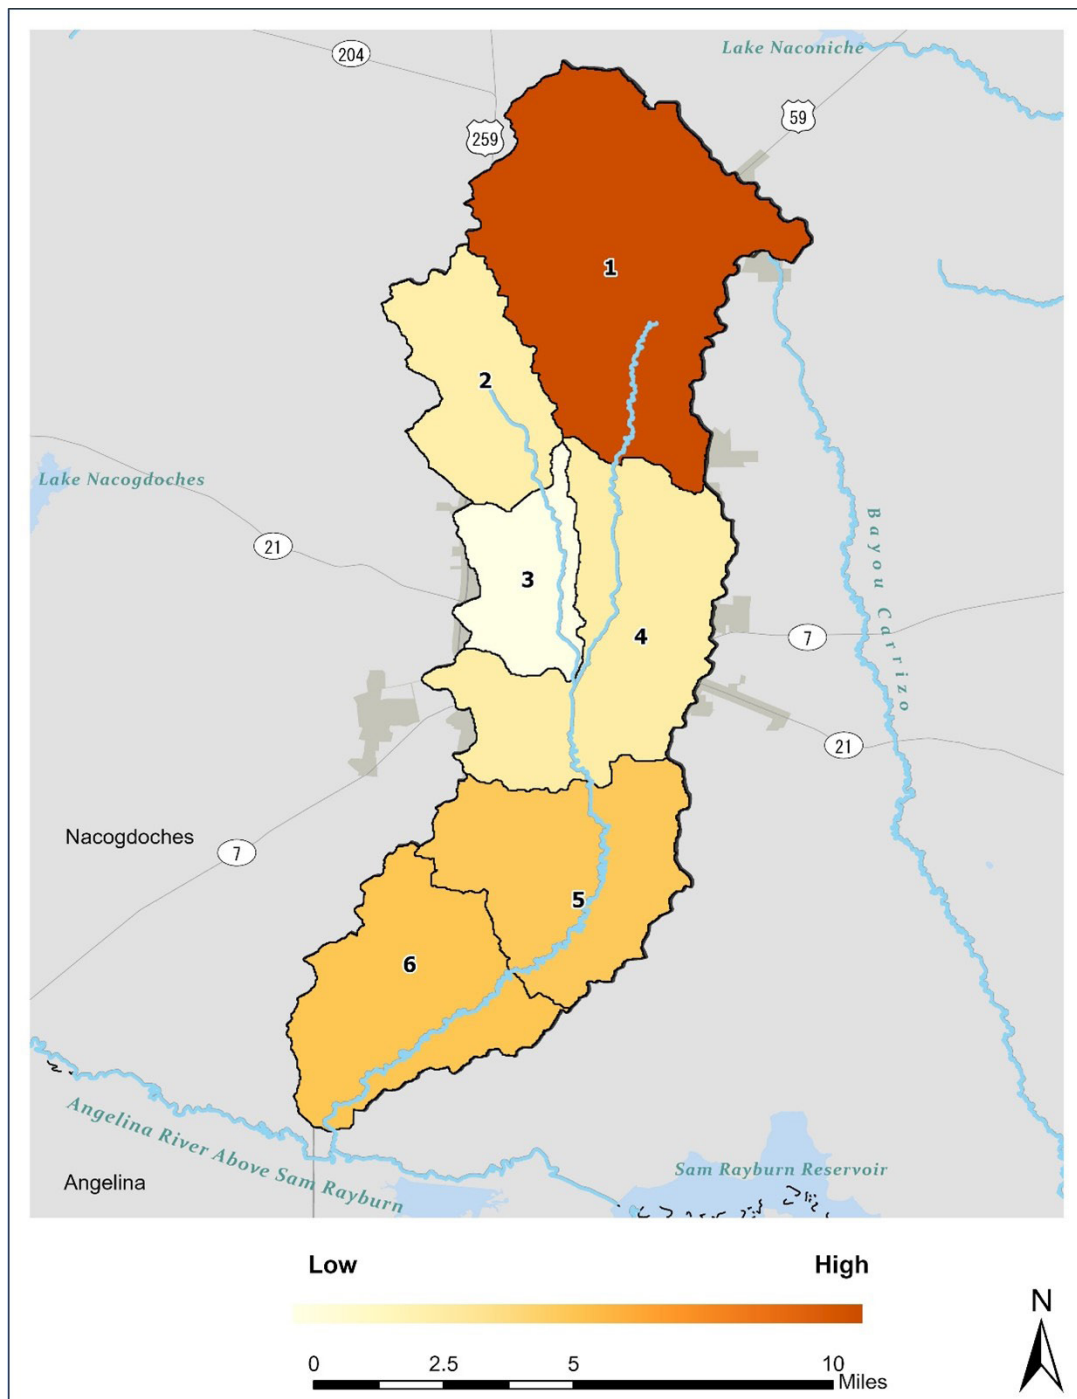 204
Lake Naconiche
259
59
1
2
Lake Nacogdoches
21
3
Bayou Carrizo
4
7
21
Nacogdoches
7
5
6
Angelina River Above Sam Rayburn
Angelina
Sam Rayburn Reservoir
Low High
N
0 2.5 5 10
Miles